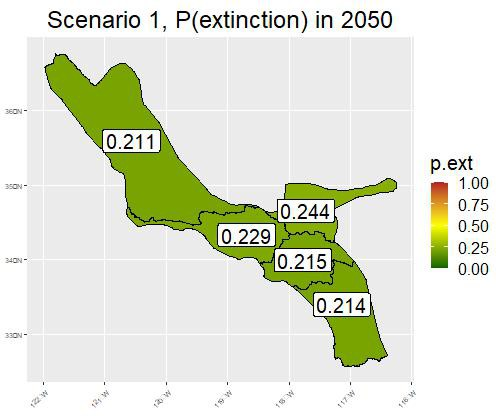 Scenario 1, P(extinction) in 2050
36°N
35°N
34°N
33°N
0.211
0.244
0.229
0.215
0.214
p.ext
1.00
0.75
0.50
0.25
0.00
122°W
121°W
120°W
119°W
118°W
117°W
116°W